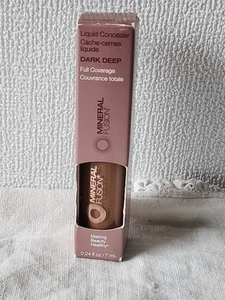 Liquid Concealer
Cache-cernes
liquide
DARK DEEP
Full Coverage
Couvrance totale
MINERAL
FUSION
MINERAL
FUSION
Making
Beauty
Healthy
0.24 fl oz / 7 mL